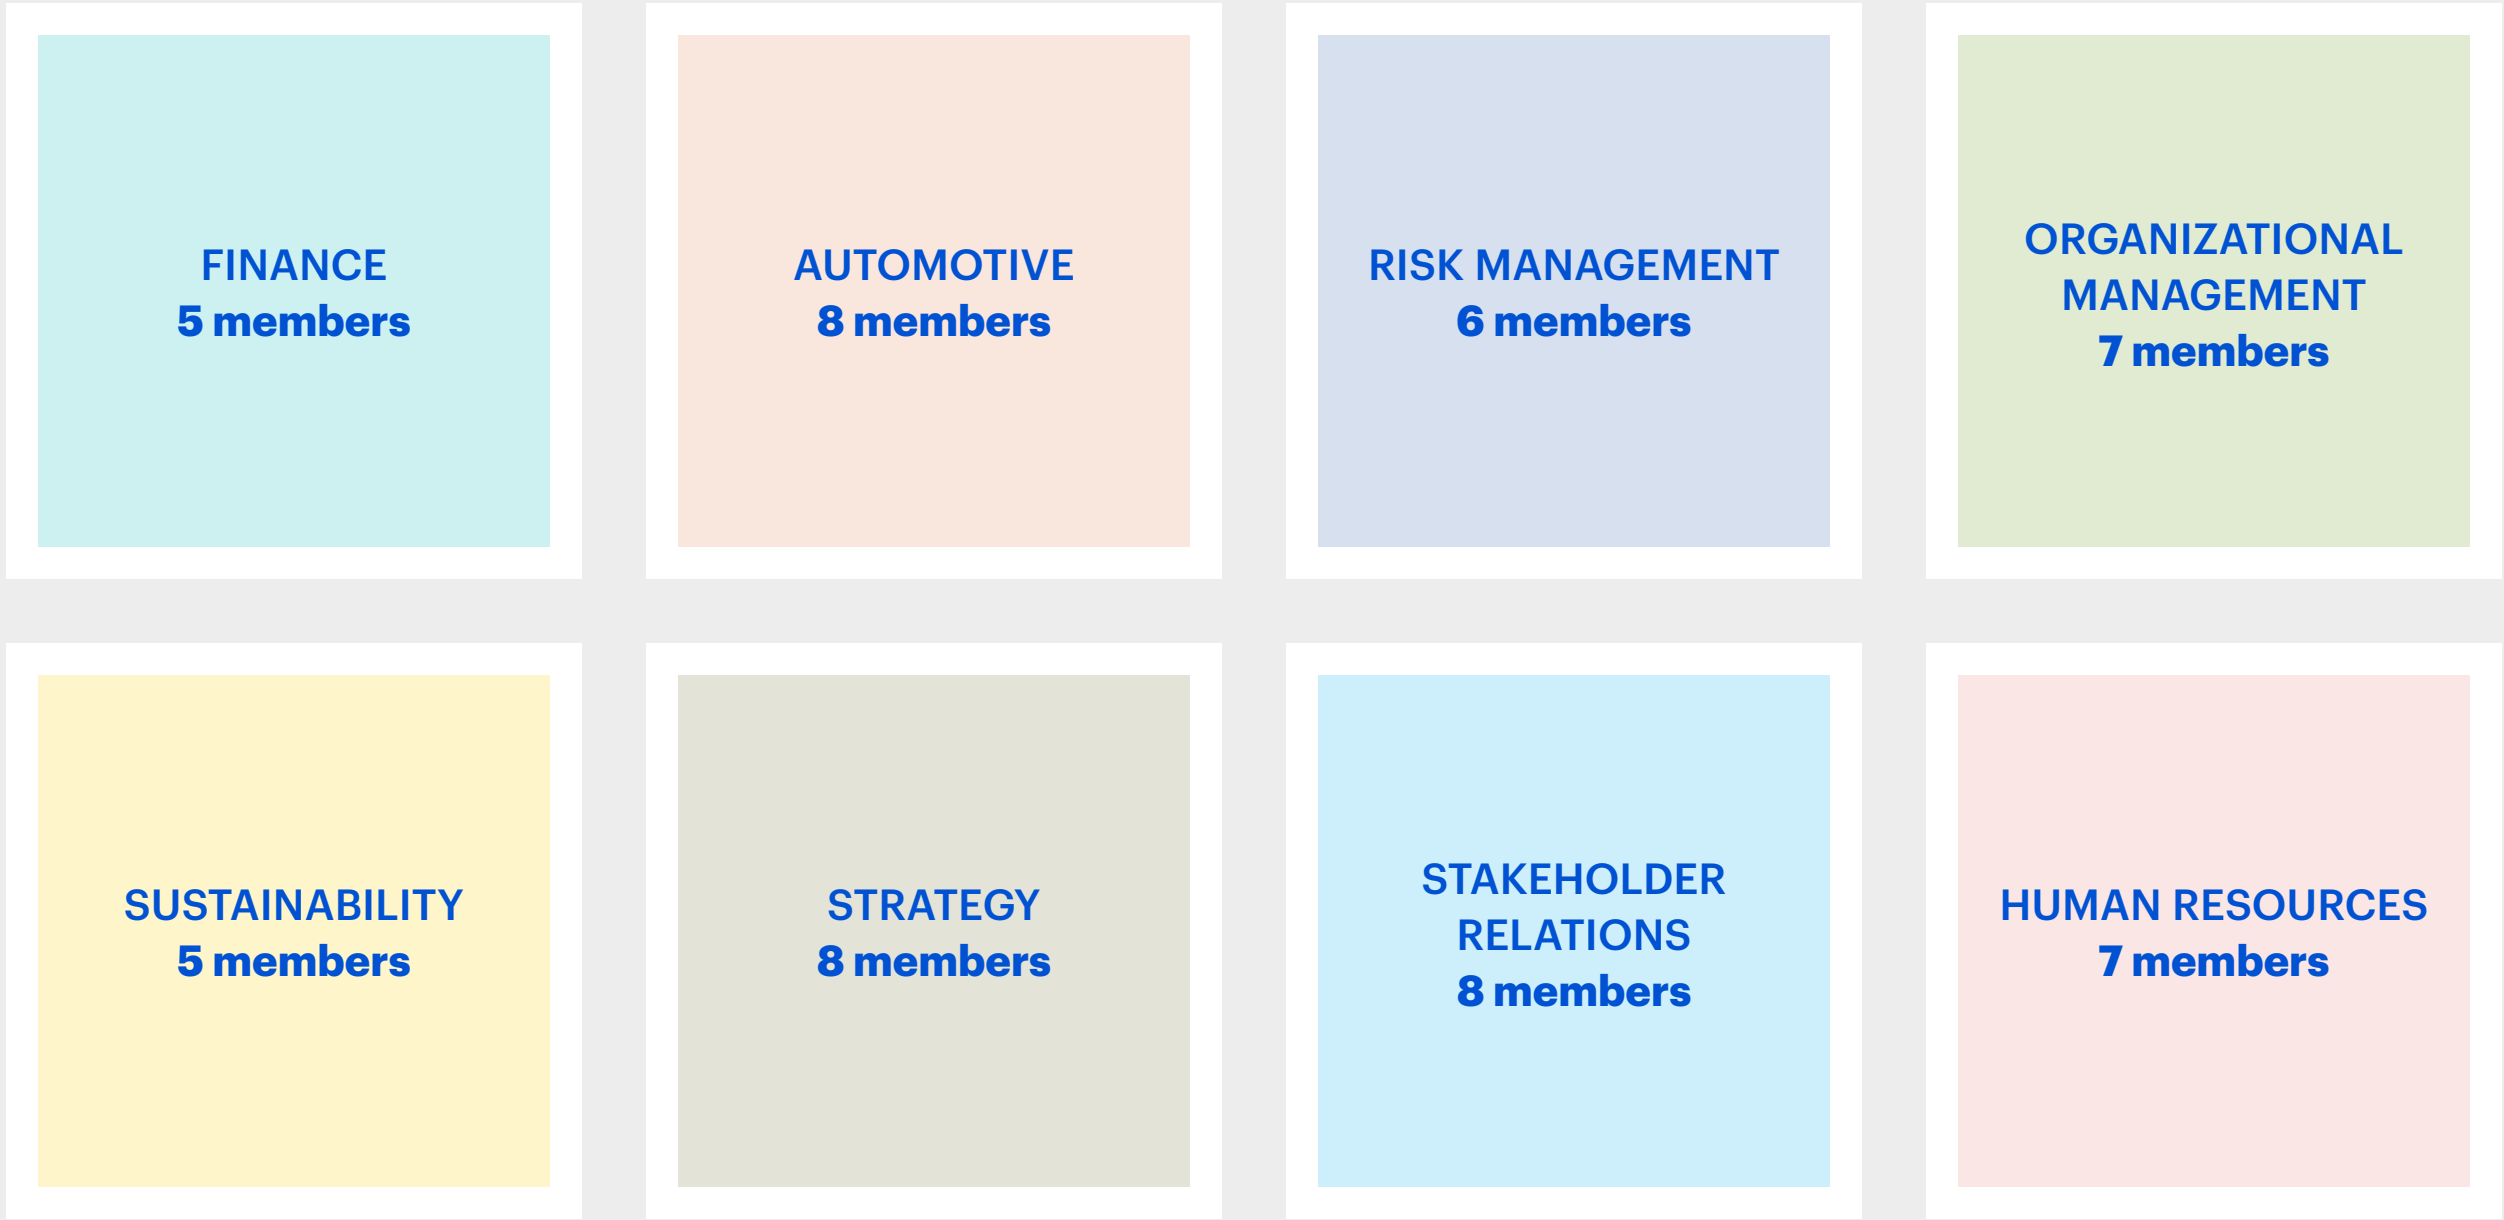 FINANCE
5 members
AUTOMOTIVE
8 members
RISK MANAGEMENT
6 members
ORGANIZATIONAL
MANAGEMENT
7 members
SUSTAINABILITY
5 members
STRATEGY
8 members
STAKEHOLDER
RELATIONS
8 members
HUMAN RESOURCES
7 members